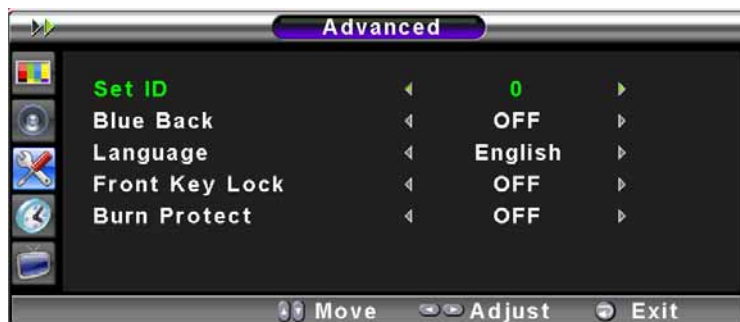 Advanced
Set ID 0
Blue Back OFF
Language English
Front Key Lock OFF
Burn Protect OFF
Move Adjust Exit